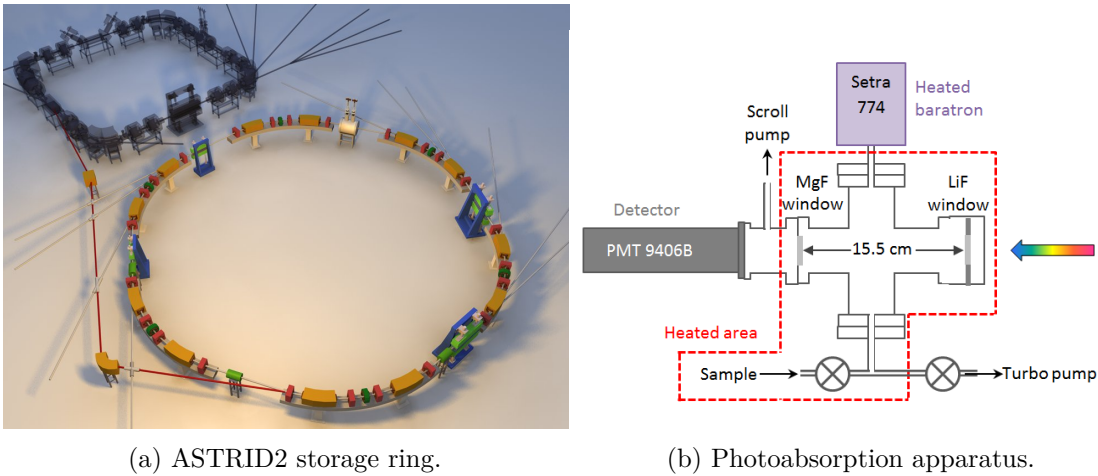 Setra
774
Heated
baratron
Scroll
pump
MgF
window
LiF
window
Detector
PMT 9406B
15.5 cm
Heated area
Sample
Turbo pump
(a) ASTRID2 storage ring.
(b) Photoabsorption apparatus.